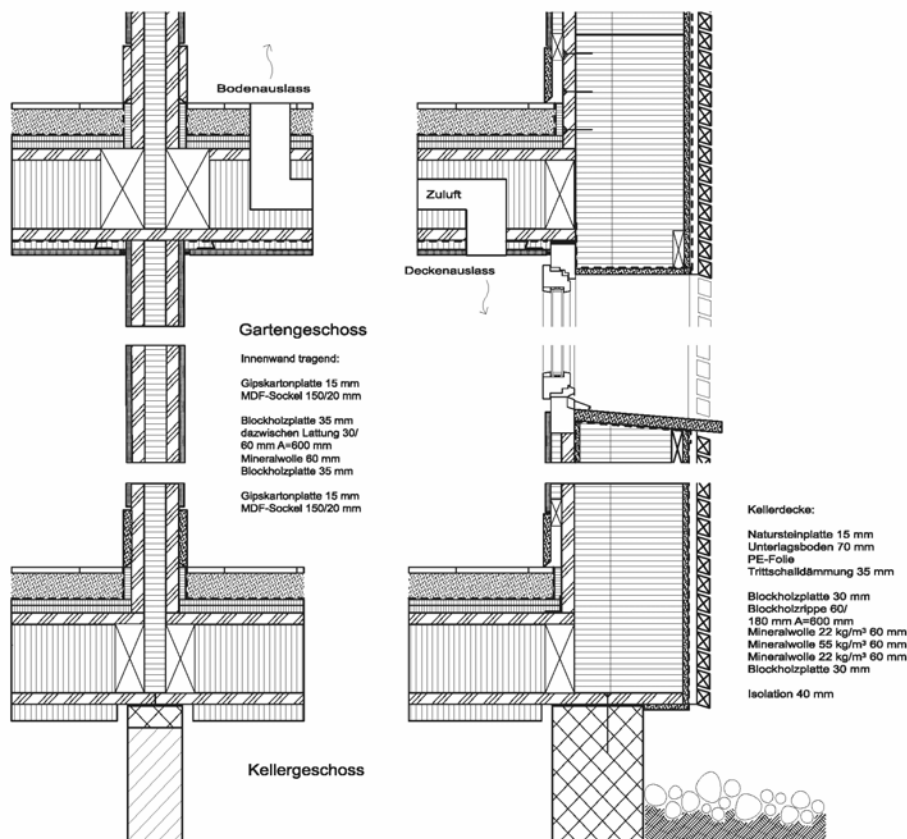 Bodenauslass
Zuluft
Deckenauslass
Gartengeschoss
Innenwand tragend:
Gipskartonplatte 15 mm
MDF-Sockel 150/20 mm
Blockholzplatte 35 mm
dazwischen Lattung 30/
60 mm A=600 mm
Mineralwolle 60 mm
Blockholzplatte 35 mm
Gipskartonplatte 15 mm
MDF-Sockel 150/20 mm
Kellerdecke:
Natursteinplatte 15 mm
Unterlagsboden 70 mm
PE-Folie
Trittschalldämmung 35 mm
Blockholzplatte 30 mm
Blockholzrippe 60/
180 mm A=600 mm
Mineralwolle 22 kg/m³ 60 mm
Mineralwolle 55 kg/m³ 60 mm
Mineralwolle 22 kg/m³ 60 mm
Blockholzplatte 30 mm
Isolation 40 mm
Kellergeschoss